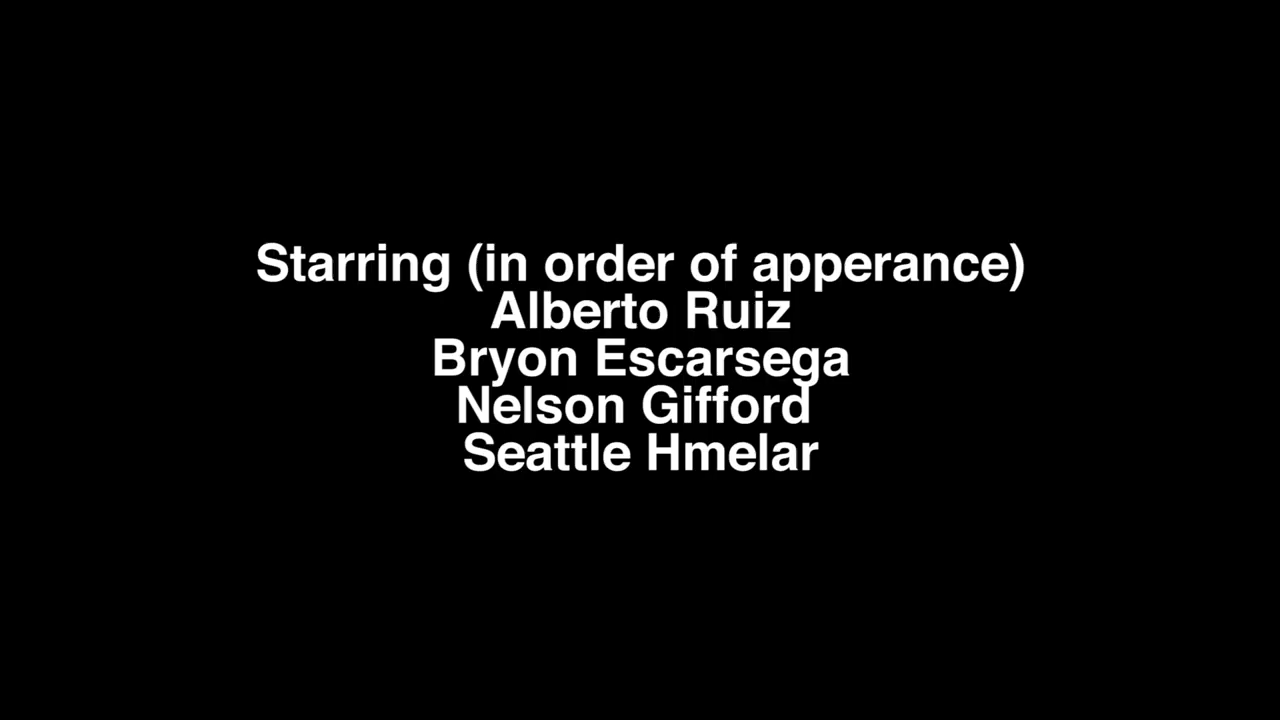 Starring (in order of apperance)
Alberto Ruiz
Bryon Escarsega
Nelson Gifford
Seattle Hmelar